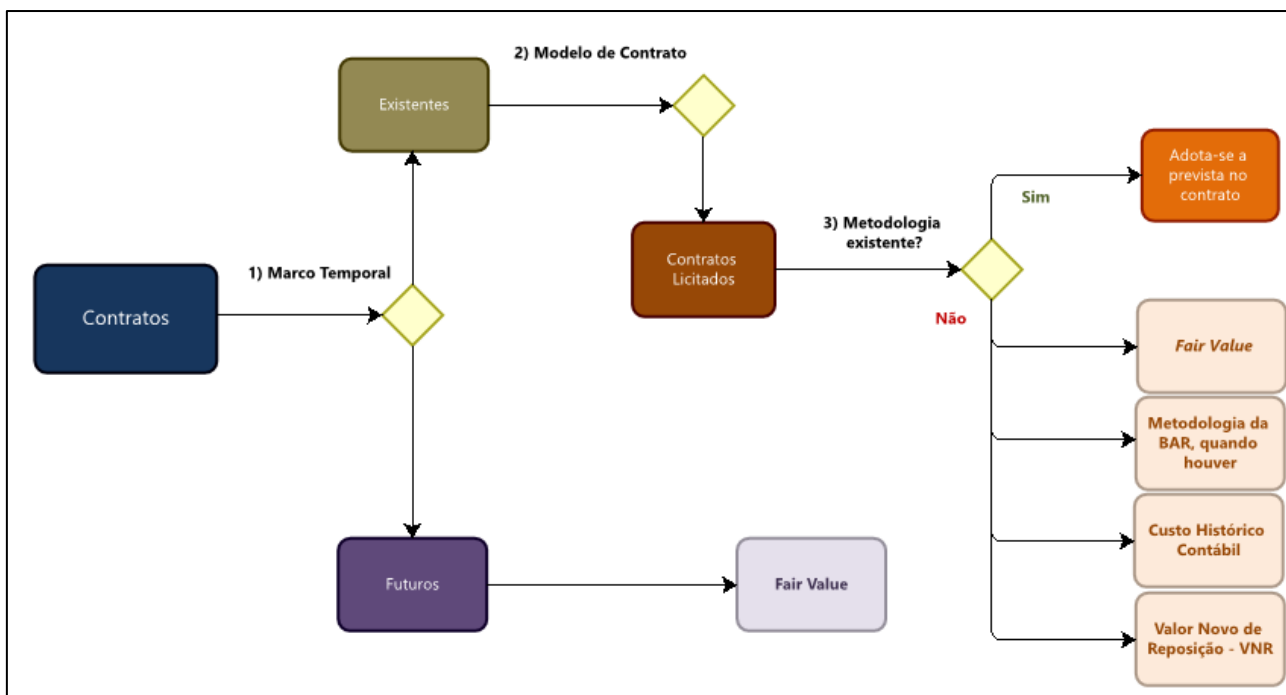 2) Modelo de Contrato
Existentes
Adota-se a
prevista no
contrato
Sim
3) Metodologia
existente?
Contratos
Licitados
1) Marco Temporal
Contratos
Não
Fair Value
Metodologia da
BAR, quando
houver
Custo Histórico
Contábil
Futuros
Fair Value
Valor Novo de
Reposição - VNR